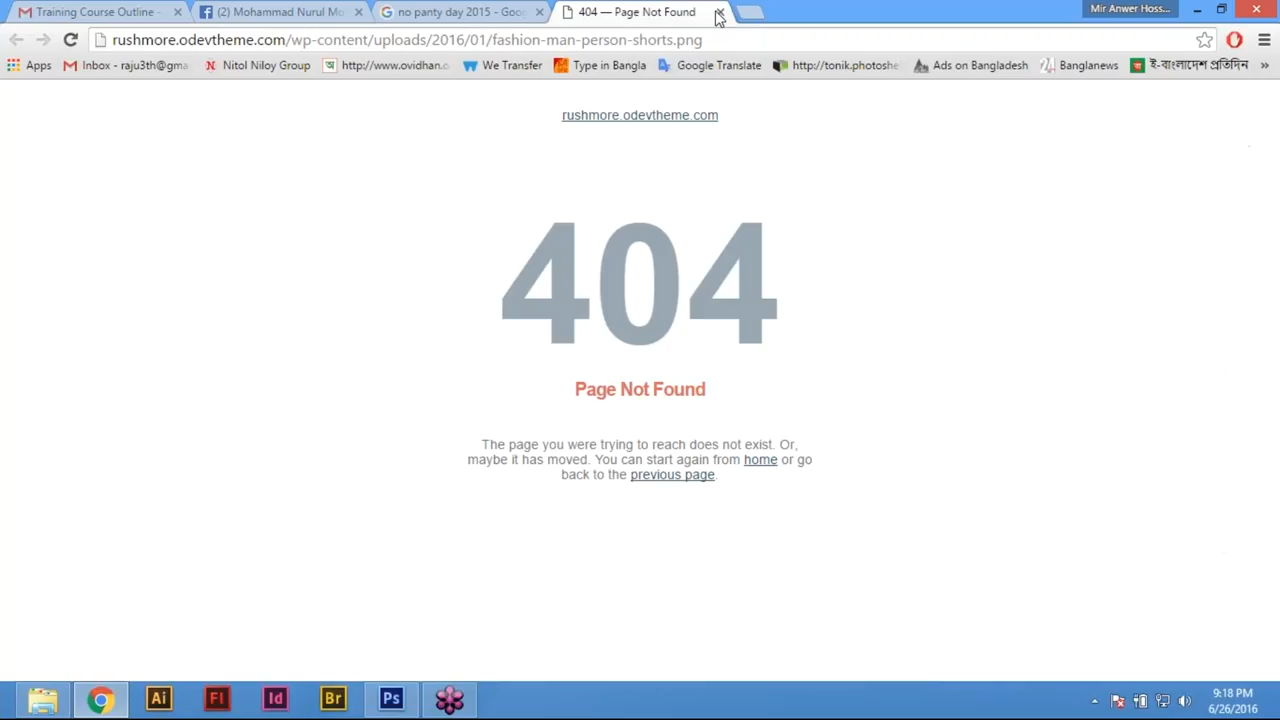 Training Course Outline -
(2) Mohammad Nurul Mo
no panty day 2015 - Goo
404 — Page Not Found
Mir Anwer Hoss...
rushmore.odevtheme.com/wp-content/uploads/2016/01/fashion-man-person-shorts.png
Apps
Inbox - raju3th@gma
Nitol Niloy Group
http://www.ovidhan.o
We Transfer
Type in Bangla
Google Translate
http://tonik.photoshe
Ads on Bangladesh
Banglanews
ই-বাংলাদেশ প্রতিদিন
»
rushmore.odevtheme.com
404
Page Not Found
The page you were trying to reach does not exist. Or,
maybe it has moved. You can start again from home or go
back to the previous page.
Ai
Fl
Id
Br
Ps
9:18 PM
6/26/2016